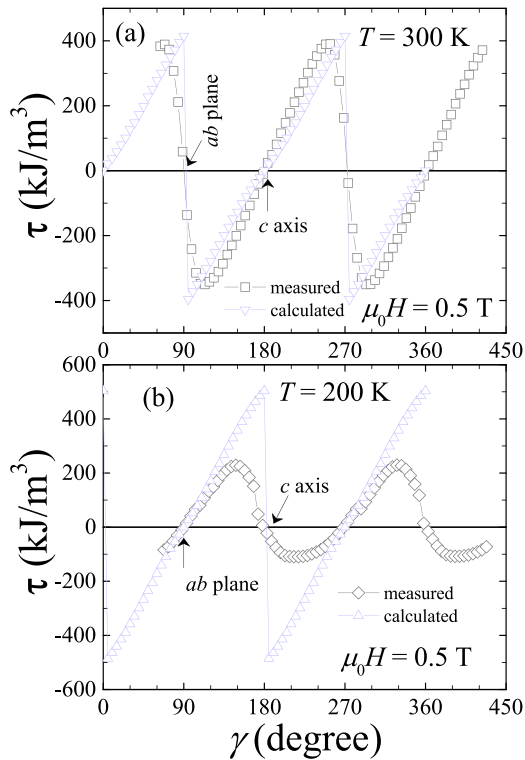 (a)
T = 300 K
400
200
0
-200
-400
τ (kJ/m³)
ab plane
c axis
measured
calculated
μ₀H = 0.5 T
0 90 180 270 360 450
(b)
T = 200 K
600
400
200
0
-200
-400
-600
τ (kJ/m³)
c axis
ab plane
measured
calculated
μ₀H = 0.5 T
0 90 180 270 360 450
γ (degree)